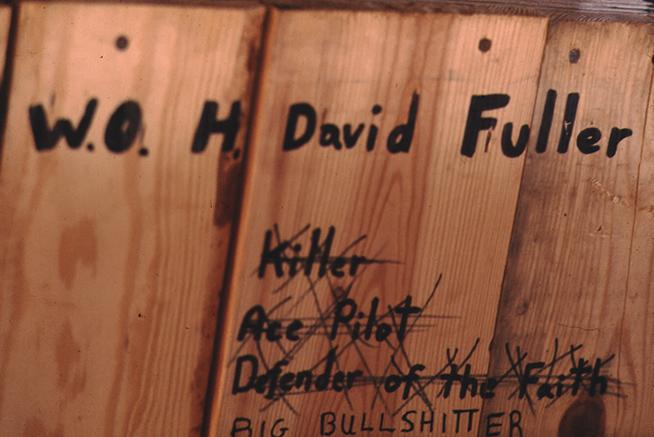 W.O. H. David Fuller
Killer
Ace Pilot
Defender of the Faith
BIG BULLSHITTER